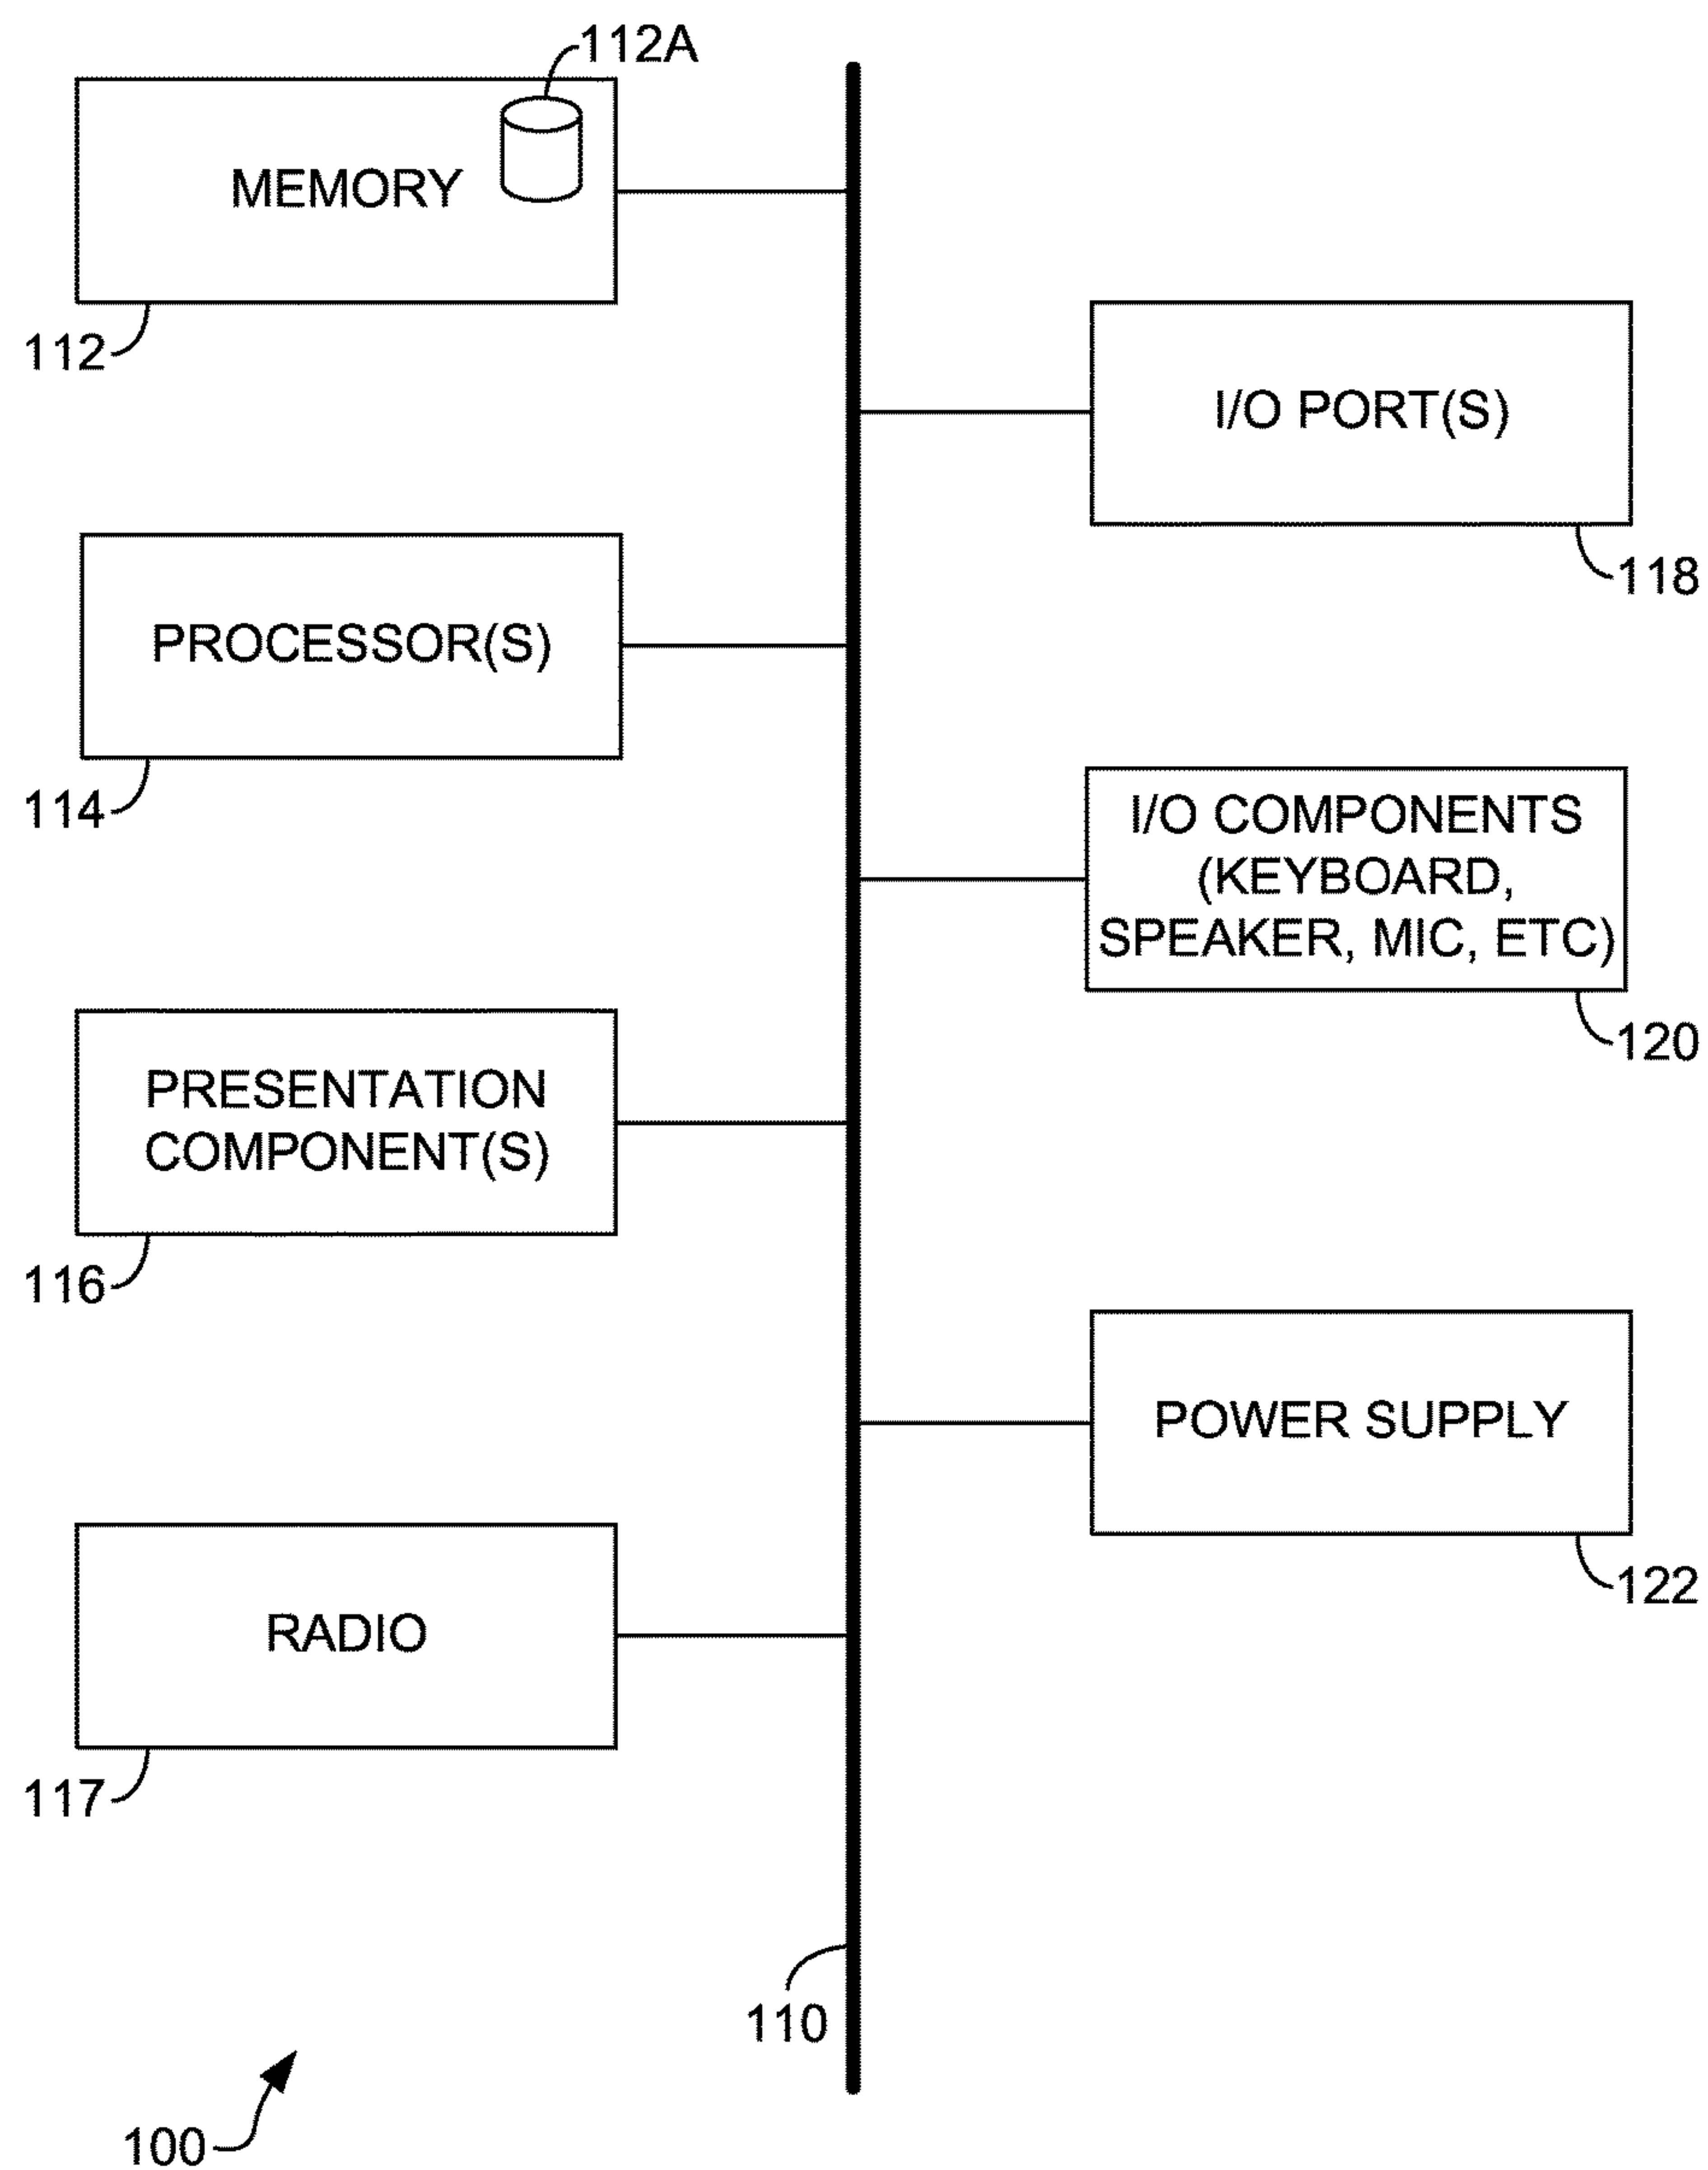 112A
MEMORY
112
I/O PORT(S)
118
PROCESSOR(S)
114
I/O COMPONENTS
(KEYBOARD,
SPEAKER, MIC, ETC)
120
PRESENTATION
COMPONENT(S)
116
POWER SUPPLY
122
RADIO
117
110
100